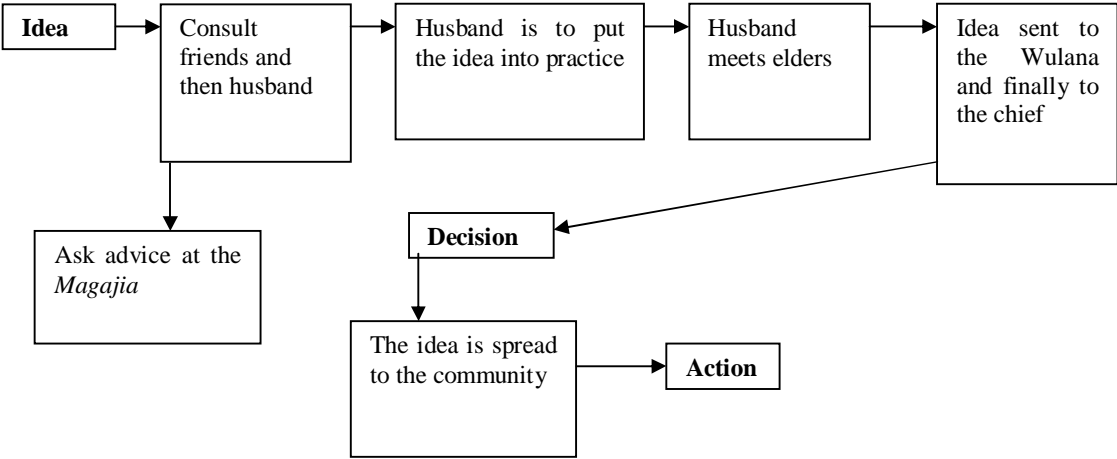 Idea
Consult
friends and
then husband
Husband is to put
the idea into practice
Husband
meets elders
Idea sent to
the Wulana
and finally to
the chief
Ask advice at the
Magajia
Decision
The idea is spread
to the community
Action